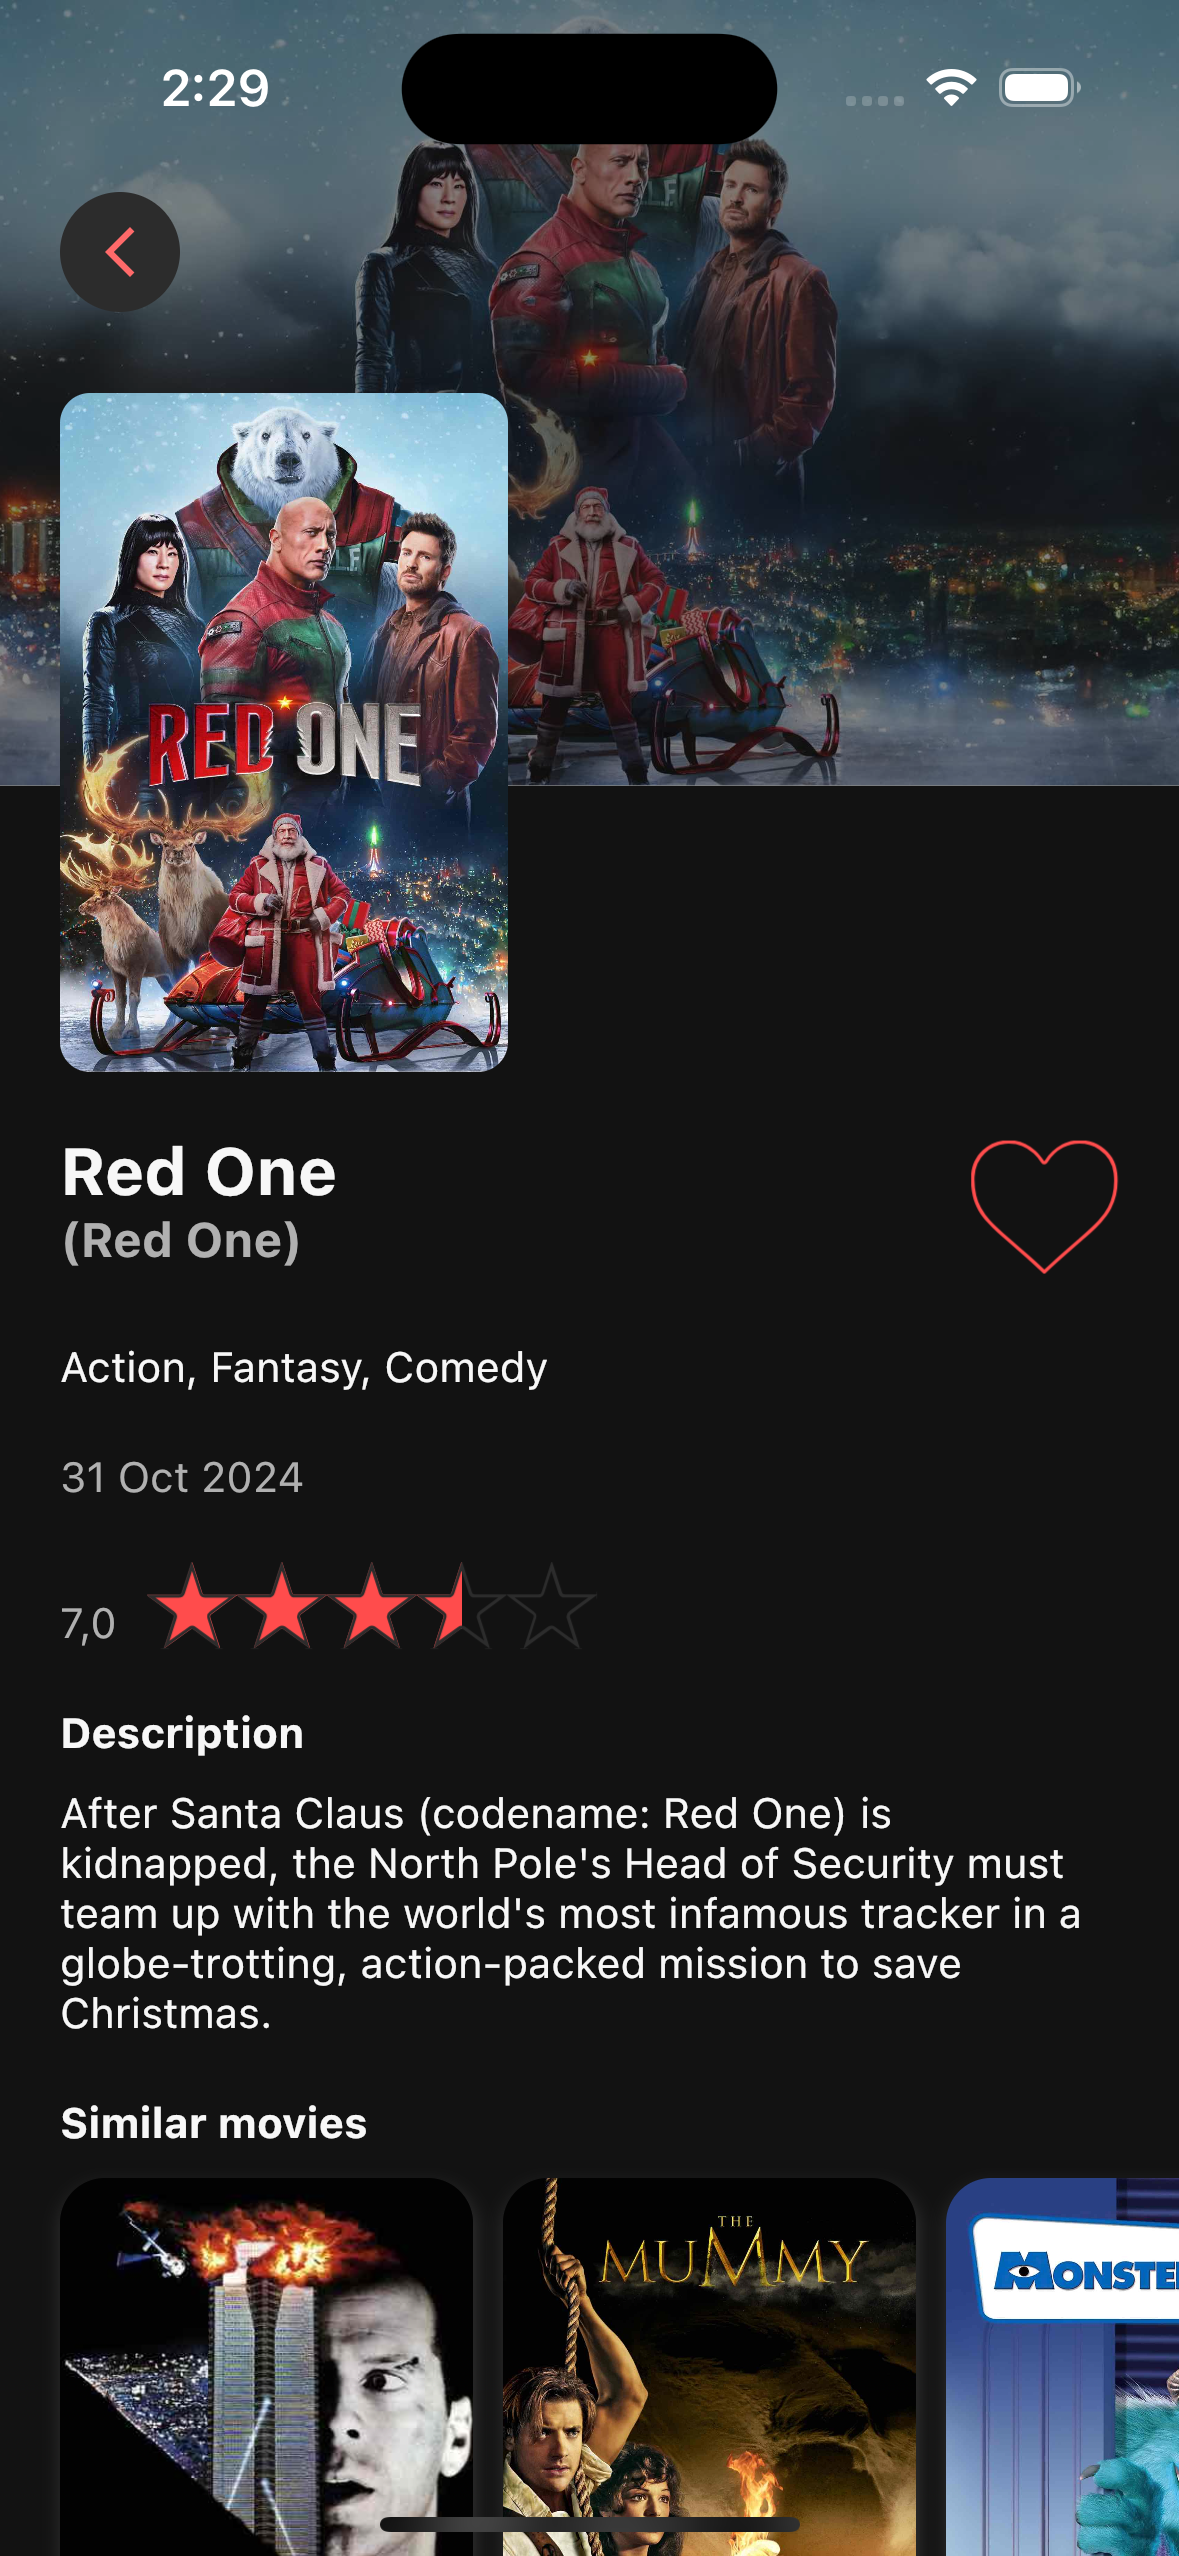 2:29
RED ONE
Red One
(Red One)
Action, Fantasy, Comedy
31 Oct 2024
7,0
Description
After Santa Claus (codename: Red One) is
kidnapped, the North Pole's Head of Security must
team up with the world's most infamous tracker in a
globe-trotting, action-packed mission to save
Christmas.
Similar movies
THE
MUMMY
MONSTE